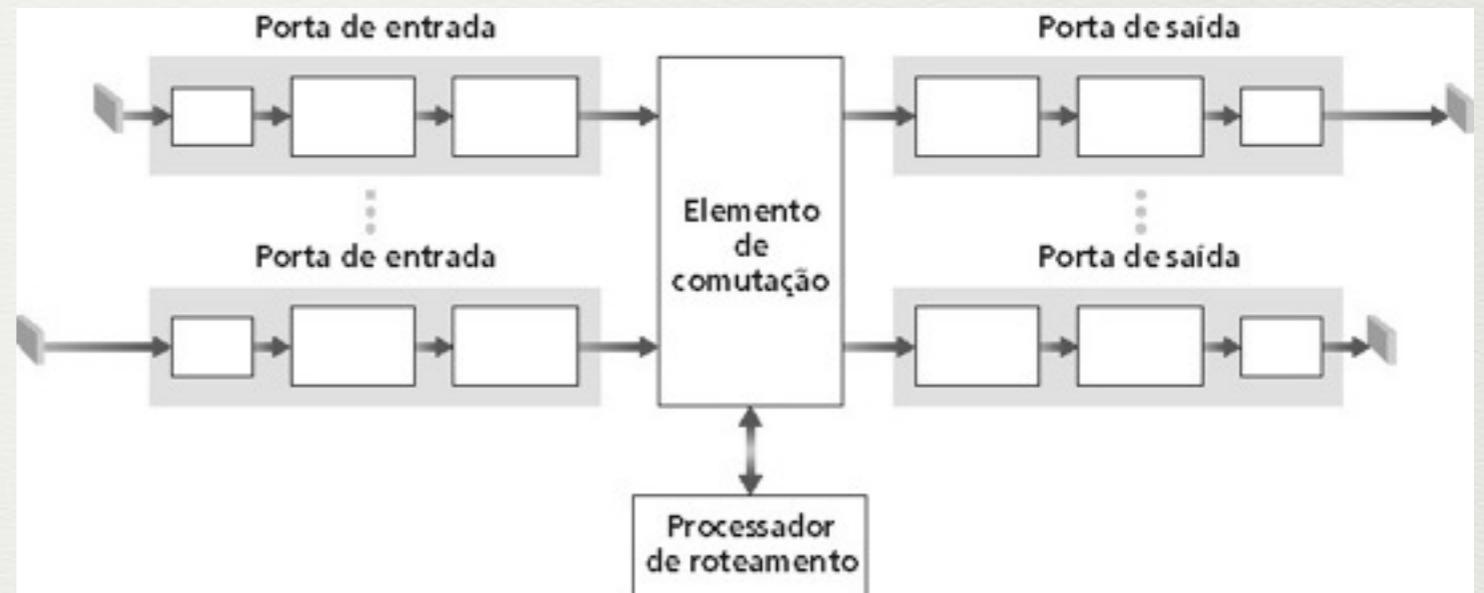 Porta de entrada
Porta de saída
Elemento
de
comutação
Porta de entrada
Porta de saída
Processador
de roteamento